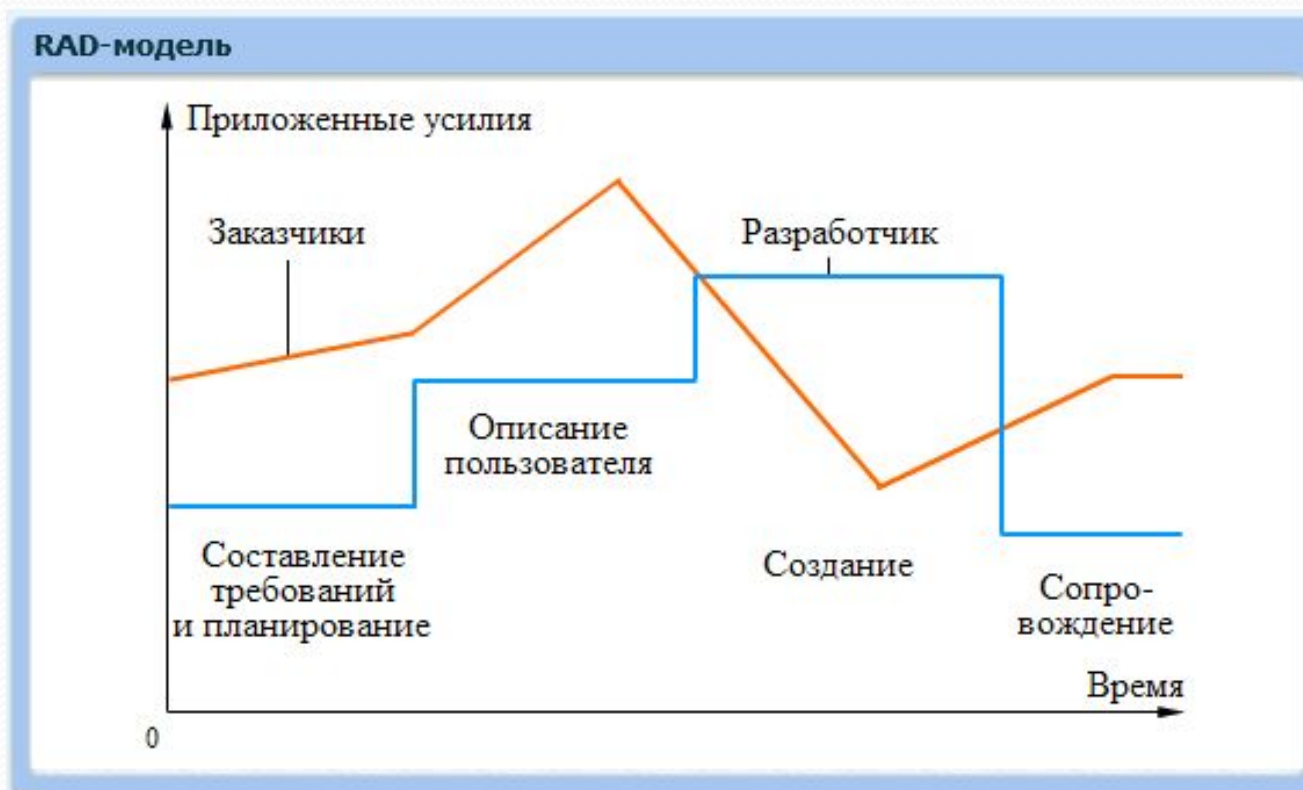 RAD-модель
Приложенные усилия
Заказчики
Разработчик
Описание
пользователя
Составление
требований
и планирование
Создание
Сопро-
вождение
Время
0